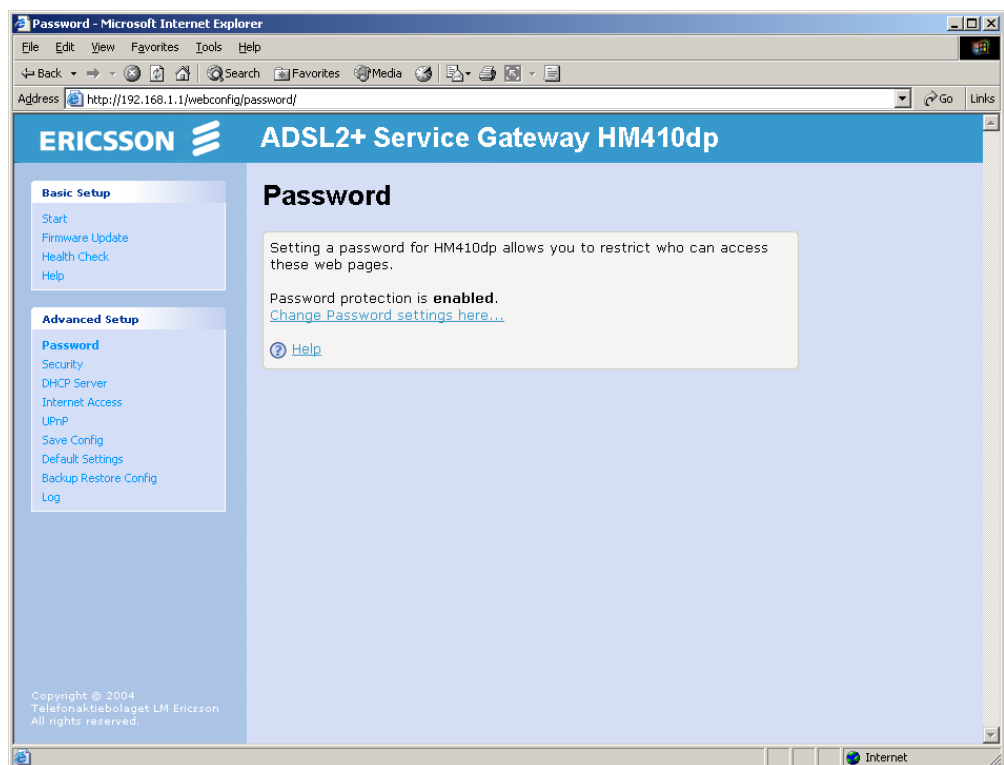 Password - Microsoft Internet Explorer
File Edit View Favorites Tools Help
Back Search Favorites Media
Address http://192.168.1.1/webconfig/password/ Go Links
ERICSSON ADSL2+ Service Gateway HM410dp
Basic Setup
Start
Firmware Update
Health Check
Help
Advanced Setup
Password
Security
DHCP Server
Internet Access
UPnP
Save Config
Default Settings
Backup Restore Config
Log
Copyright © 2004
Telefonaktiebolaget LM Ericsson
All rights reserved.
Password
Setting a password for HM410dp allows you to restrict who can access
these web pages.
Password protection is enabled.
Change Password settings here...
Help
Internet